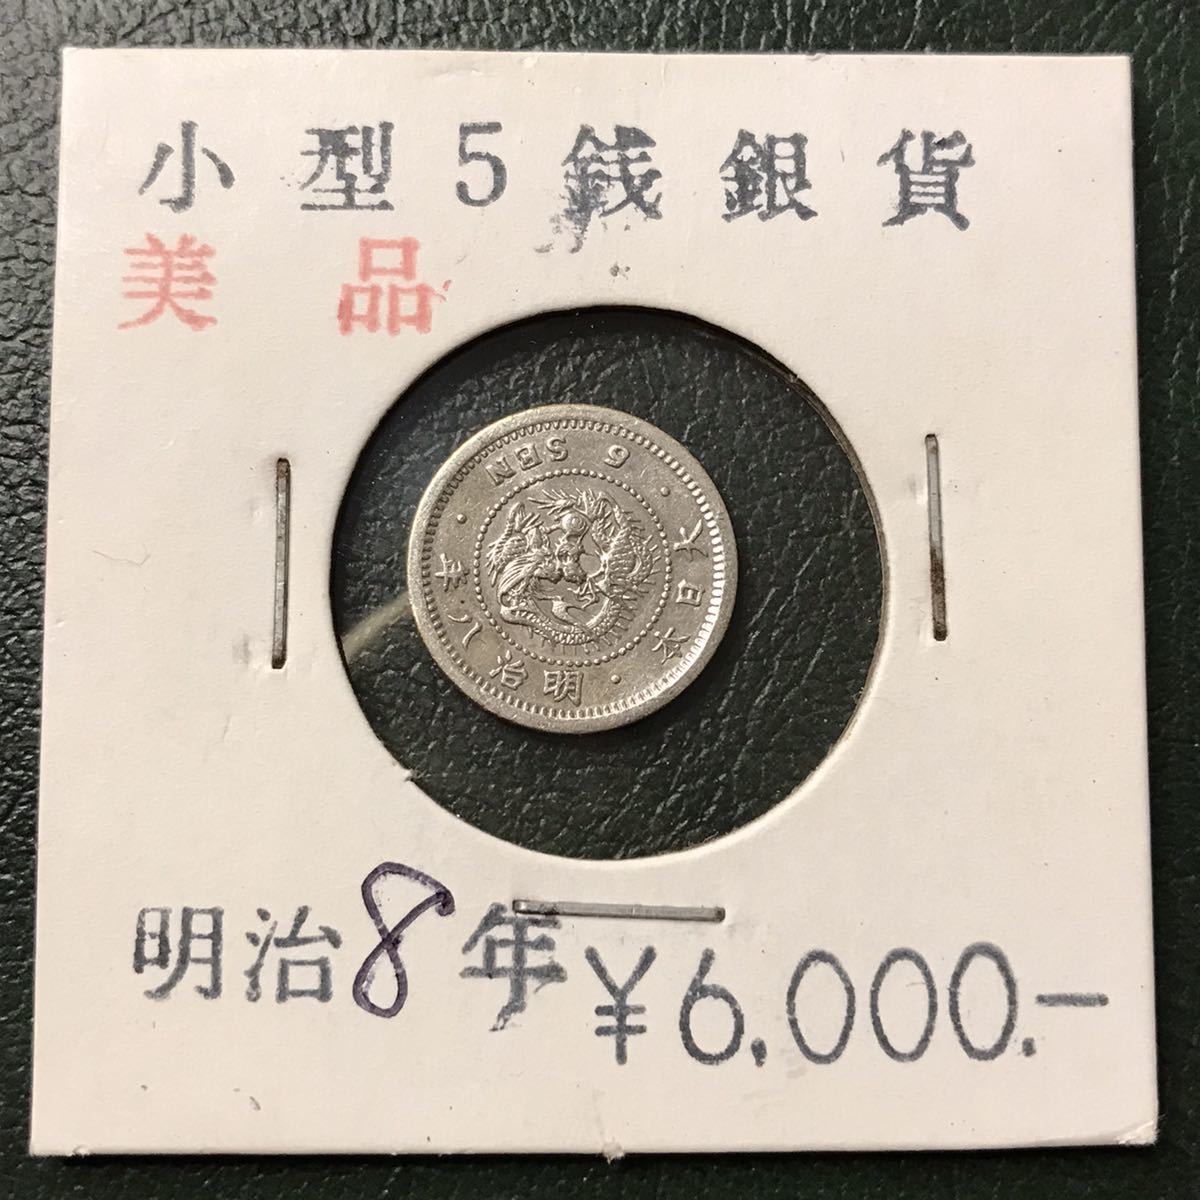 小型5銭銀貨
美品
大日本・明治八年・5 SEN・
明治8年 ¥6,000.-